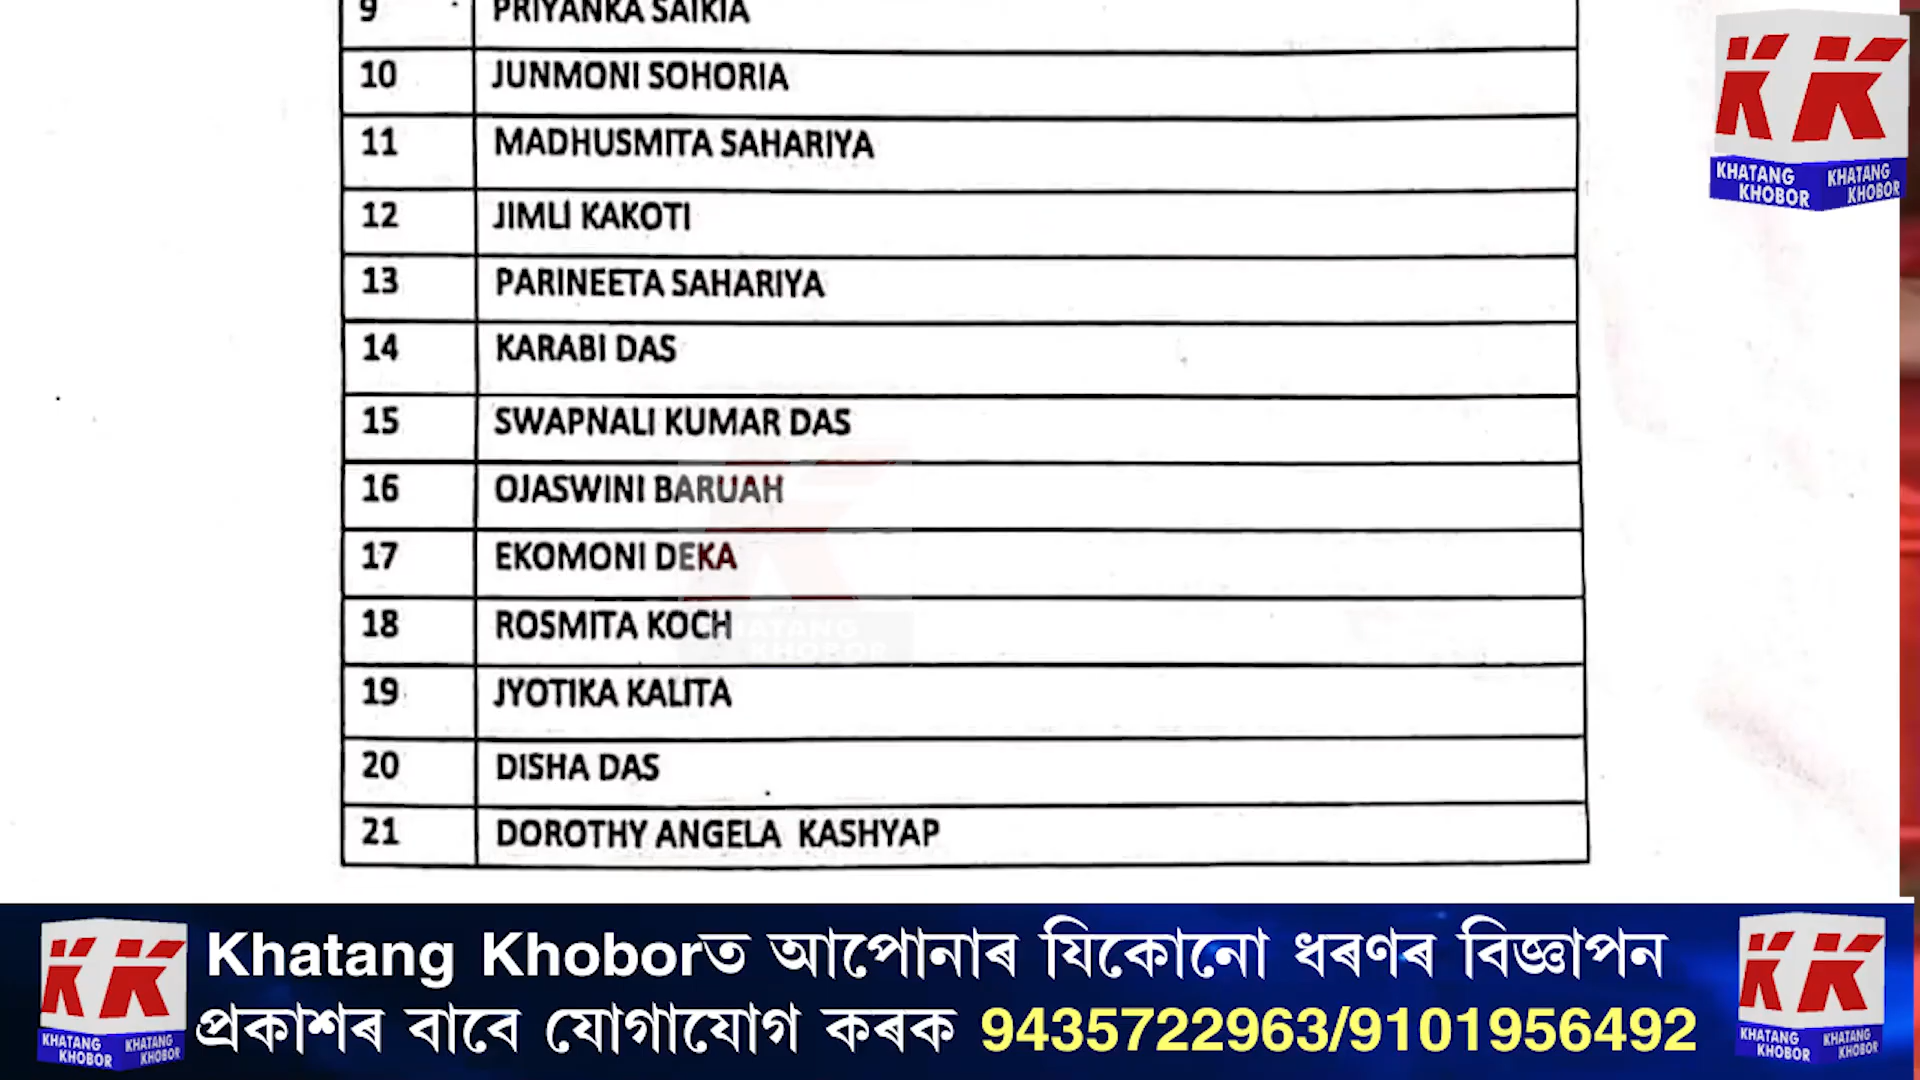 9 PRIYANKA SAIKIA
10 JUNMONI SOHORIA
11 MADHUSMITA SAHARIYA
12 JIMLI KAKOTI
13 PARINEETA SAHARIYA
14 KARABI DAS
15 SWAPNALI KUMAR DAS
16 OJASWINI BARUAH
17 EKOMONI DEKA
18 ROSMITA KOCH
19 JYOTIKA KALITA
20 DISHA DAS
21 DOROTHY ANGELA KASHYAP
KK
KHATANG KHOBOR
KHATANG KHOBOR
KHATANG
KHOBOR
Khatang Khoborত আপোনাৰ যিকোনো ধৰণৰ বিজ্ঞাপন
প্ৰকাশৰ বাবে যোগাযোগ কৰক 9435722963/9101956492
KK
KHATANG KHOBOR
KHATANG KHOBOR
KK
KHATANG KHOBOR
KHATANG KHOBOR